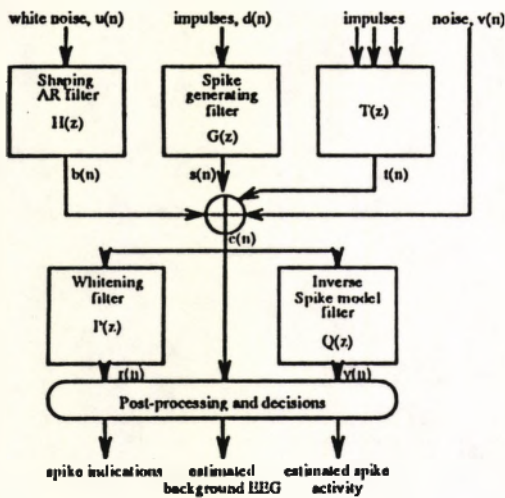 white noise, u(n) impulses, d(n) impulses noise, v(n)
Shaping
AR filter
H(z)
Spike
generating
filter
G(z)
T(z)
b(n) s(n) t(n)
e(n)
Whitening
filter
P(z)
Inverse
Spike model
filter
Q(z)
r(n) y(n)
Post-processing and decisions
spike indications estimated
background EEG estimated spike
activity